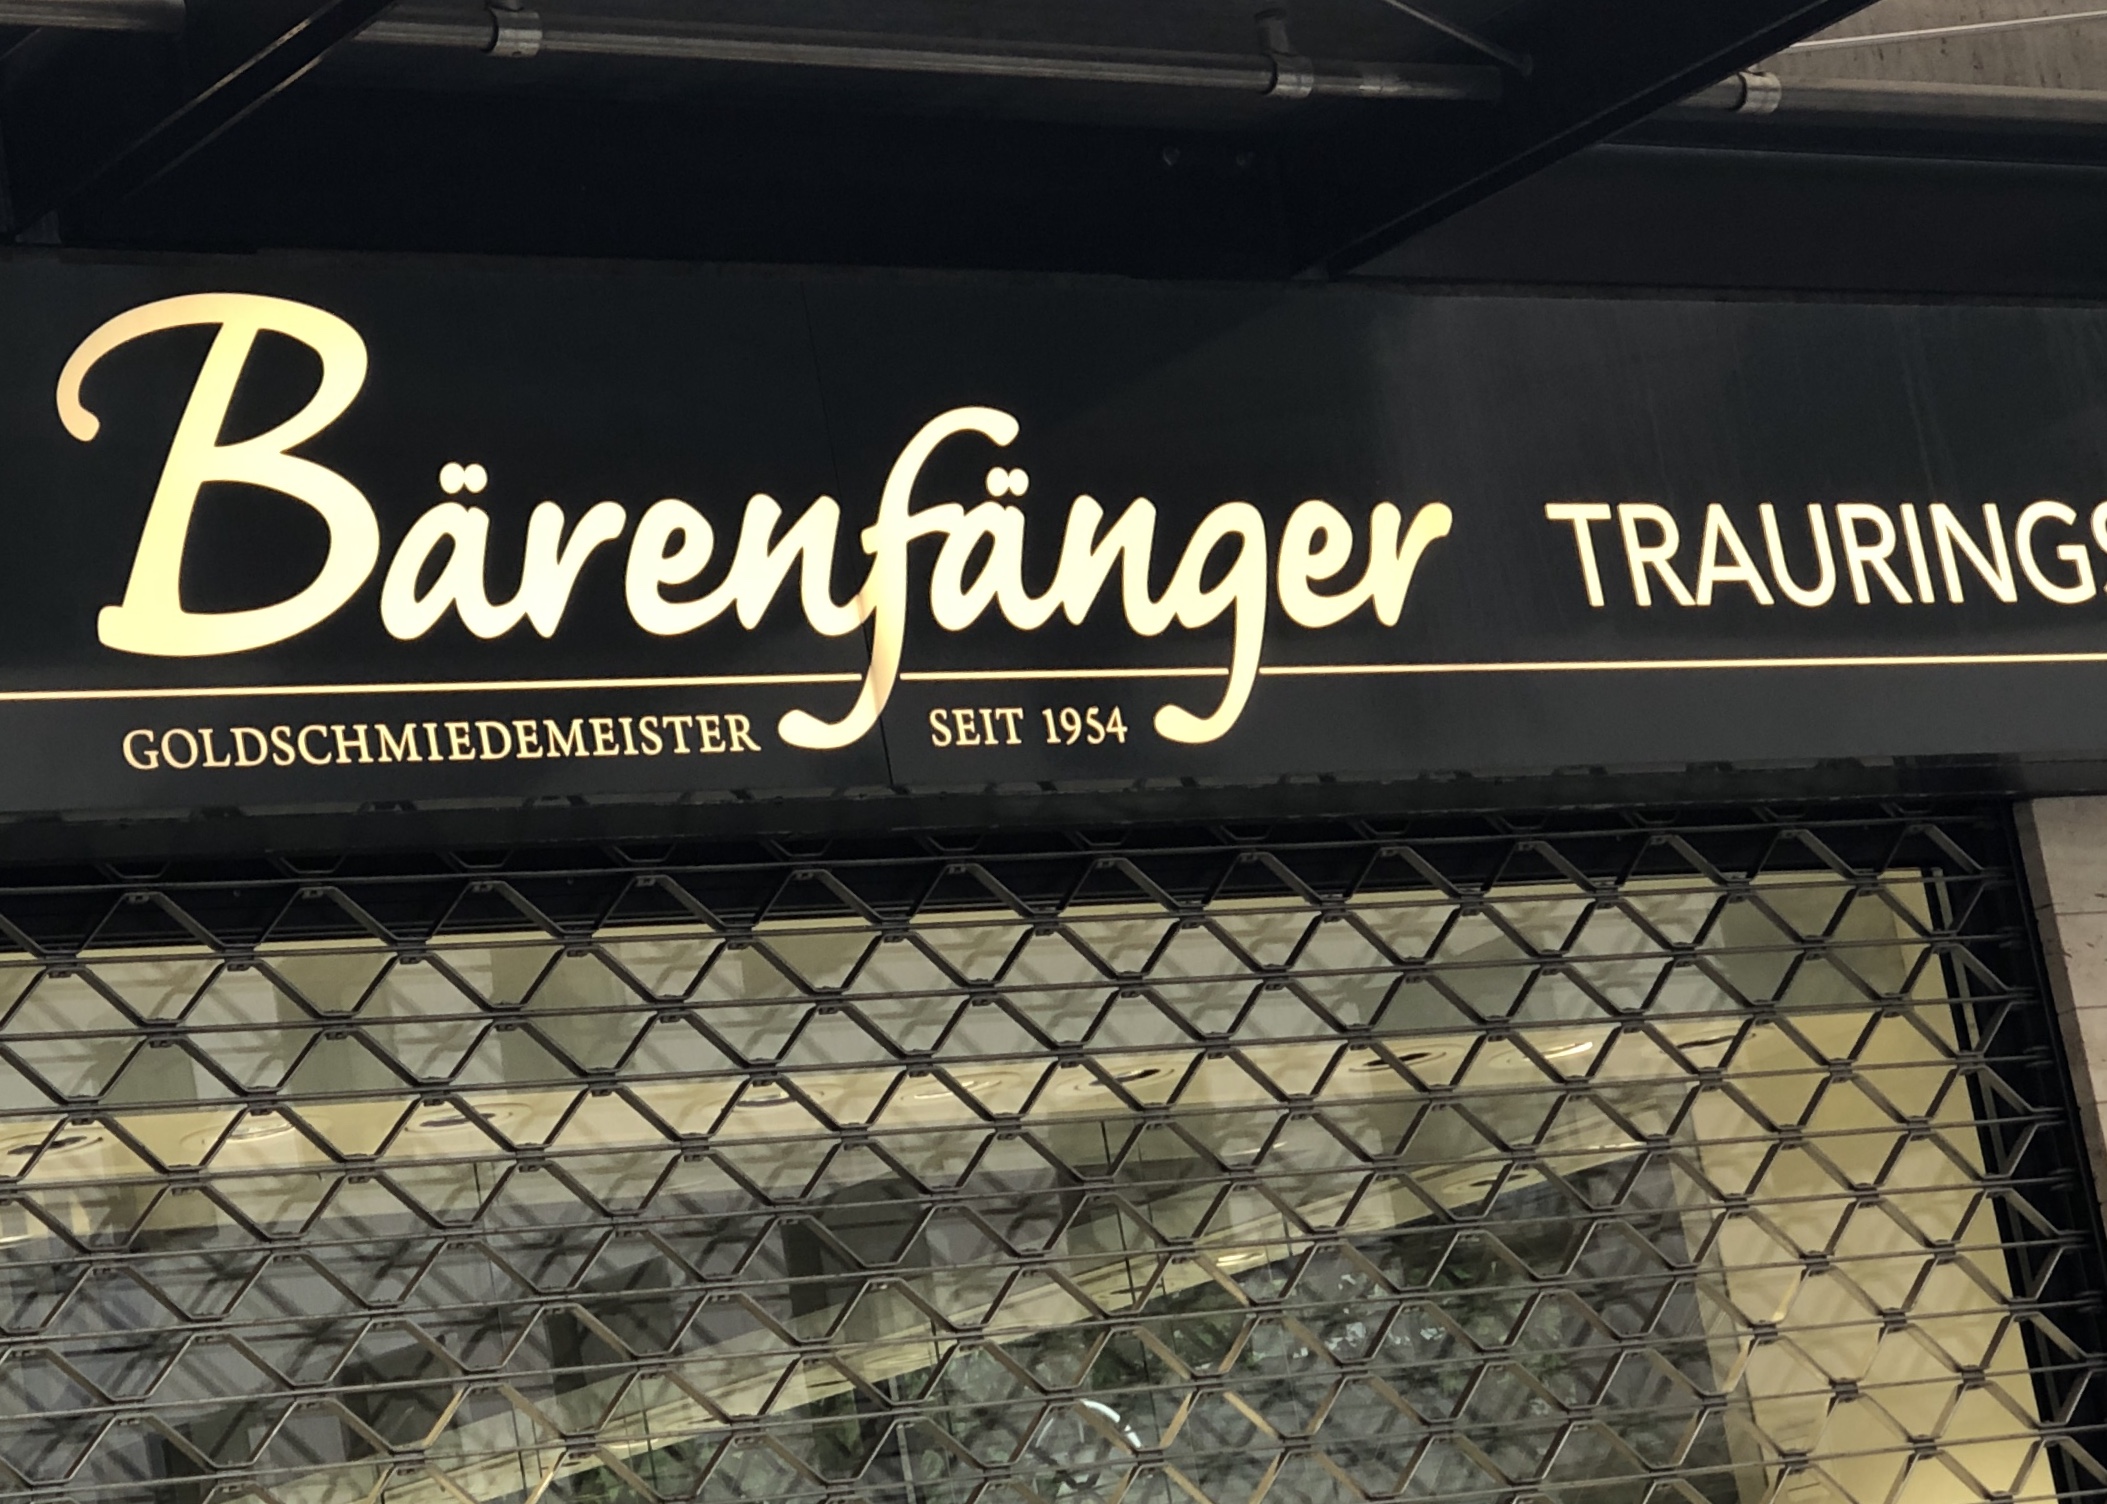 Bärenfänger TRAURINGS
GOLDSCHMIEDEMEISTER SEIT 1954